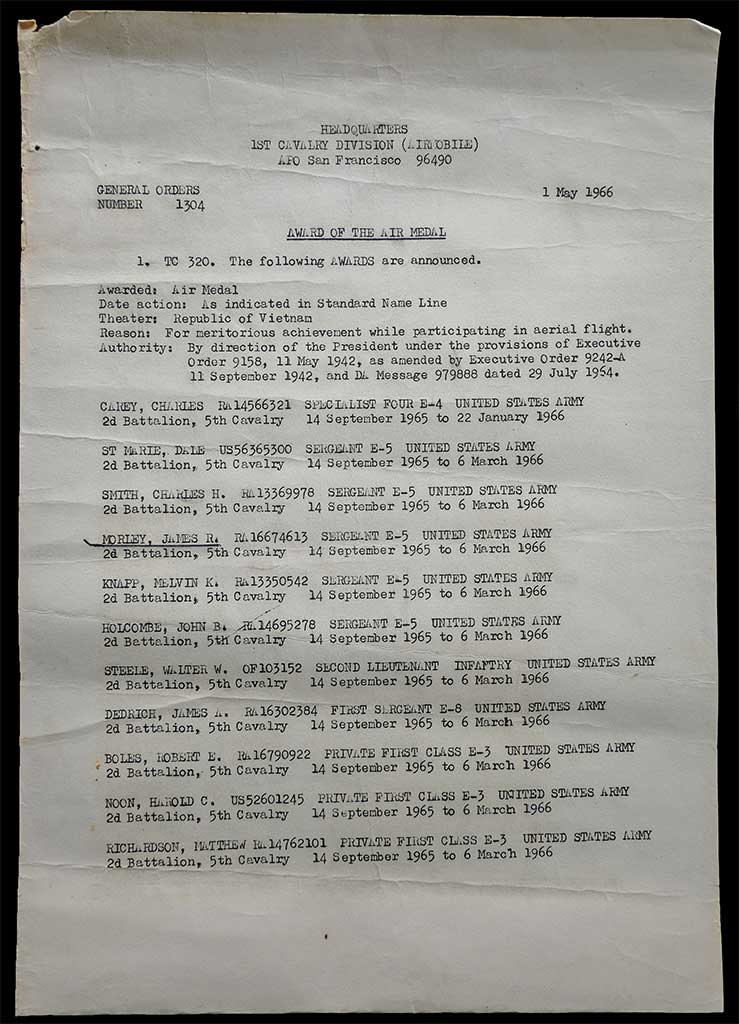 HEADQUARTERS
1ST CAVALRY DIVISION (AIRMOBILE)
APO San Francisco 96490
GENERAL ORDERS 1 May 1966
NUMBER 1304
AWARD OF THE AIR MEDAL
1. TC 320. The following AWARDS are announced.
Awarded: Air Medal
Date action: As indicated in Standard Name Line
Theater: Republic of Vietnam
Reason: For meritorious achievement while participating in aerial flight.
Authority: By direction of the President under the provisions of Executive
Order 9158, 11 May 1942, as amended by Executive Order 9242-A
11 September 1942, and DA Message 979888 dated 29 July 1964.
CAREY, CHARLES RA14566321 SPECIALIST FOUR E-4 UNITED STATES ARMY
2d Battalion, 5th Cavalry 14 September 1965 to 22 January 1966
ST MARIE, DALE US56365300 SERGEANT E-5 UNITED STATES ARMY
2d Battalion, 5th Cavalry 14 September 1965 to 6 March 1966
SMITH, CHARLES H. RA13369978 SERGEANT E-5 UNITED STATES ARMY
2d Battalion, 5th Cavalry 14 September 1965 to 6 March 1966
MORLEY, JAMES R. RA16674613 SERGEANT E-5 UNITED STATES ARMY
2d Battalion, 5th Cavalry 14 September 1965 to 6 March 1966
KNAPP, MELVIN K. RA13350542 SERGEANT E-5 UNITED STATES ARMY
2d Battalion, 5th Cavalry 14 September 1965 to 6 March 1966
HOLCOMBE, JOHN B. RA14695278 SERGEANT E-5 UNITED STATES ARMY
2d Battalion, 5th Cavalry 14 September 1965 to 6 March 1966
STEELE, WALTER W. OF103152 SECOND LIEUTENANT INFANTRY UNITED STATES ARMY
2d Battalion, 5th Cavalry 14 September 1965 to 6 March 1966
DEDRICH, JAMES A. RA16302384 FIRST SERGEANT E-8 UNITED STATES ARMY
2d Battalion, 5th Cavalry 14 September 1965 to 6 March 1966
BOLES, ROBERT E. RA16790922 PRIVATE FIRST CLASS E-3 UNITED STATES ARMY
2d Battalion, 5th Cavalry 14 September 1965 to 6 March 1966
NOON, HAROLD C. US52601245 PRIVATE FIRST CLASS E-3 UNITED STATES ARMY
2d Battalion, 5th Cavalry 14 September 1965 to 6 March 1966
RICHARDSON, MATTHEW RA14762101 PRIVATE FIRST CLASS E-3 UNITED STATES ARMY
2d Battalion, 5th Cavalry 14 September 1965 to 6 March 1966